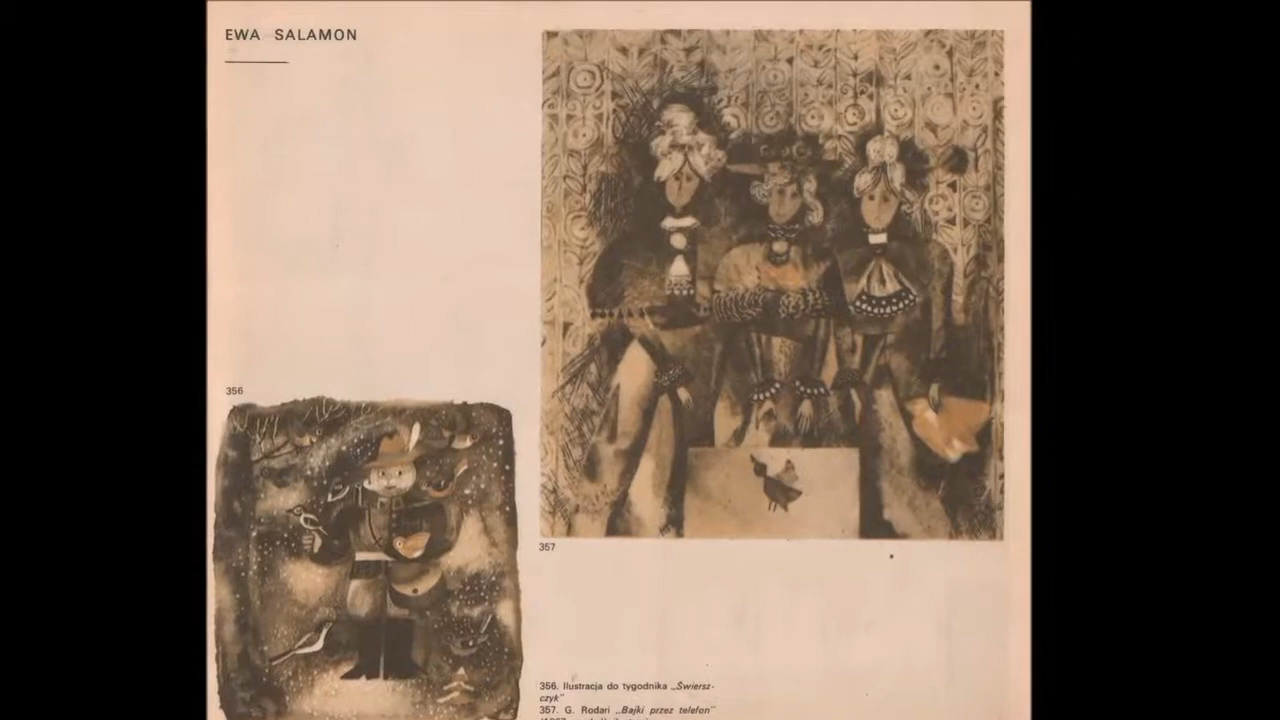 EWA SALAMON
356
357
356. Ilustracja do tygodnika „Świersz-
czyk”
357. G. Rodari „Bajki przez telefon”